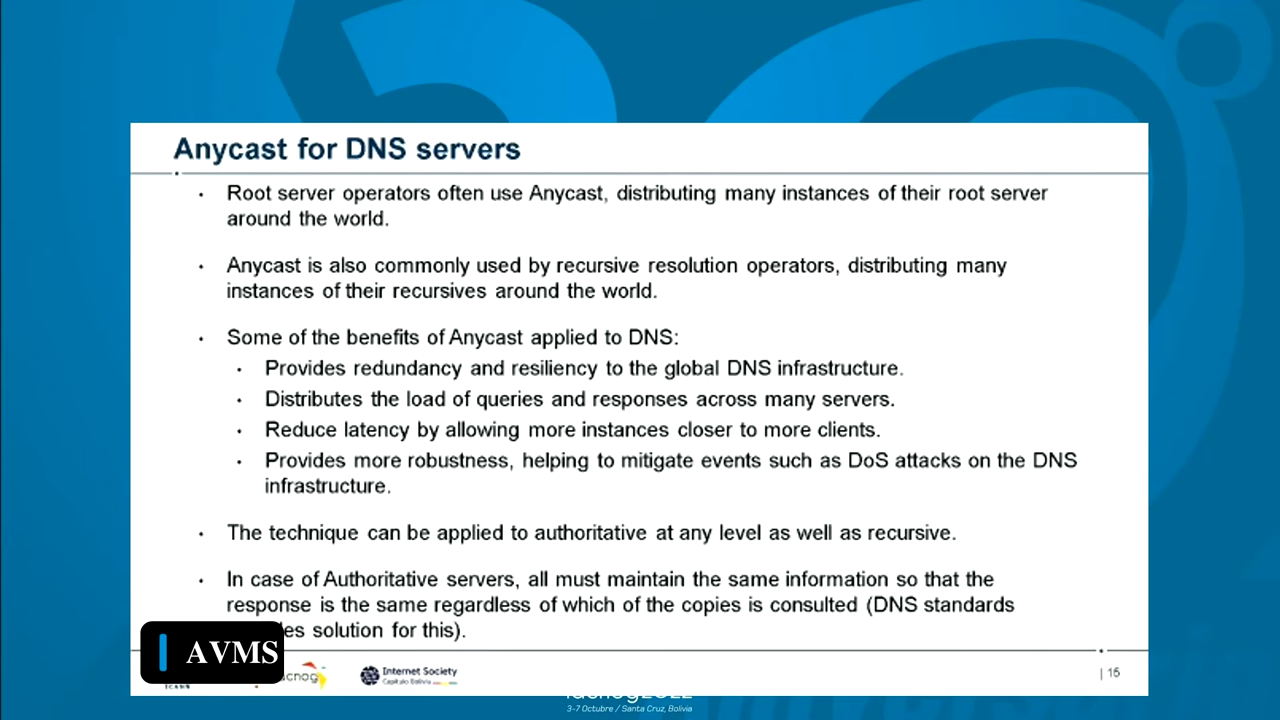 Anycast for DNS servers
• Root server operators often use Anycast, distributing many instances of their root server
around the world.
• Anycast is also commonly used by recursive resolution operators, distributing many
instances of their recursives around the world.
• Some of the benefits of Anycast applied to DNS:
• Provides redundancy and resiliency to the global DNS infrastructure.
• Distributes the load of queries and responses across many servers.
• Reduce latency by allowing more instances closer to more clients.
• Provides more robustness, helping to mitigate events such as DoS attacks on the DNS
infrastructure.
• The technique can be applied to authoritative at any level as well as recursive.
• In case of Authoritative servers, all must maintain the same information so that the
response is the same regardless of which of the copies is consulted (DNS standards
solution for this).
AVMS
Internet Society
Capítulo Bolivia
| 15
3-7 Octubre / Santa Cruz, Bolivia